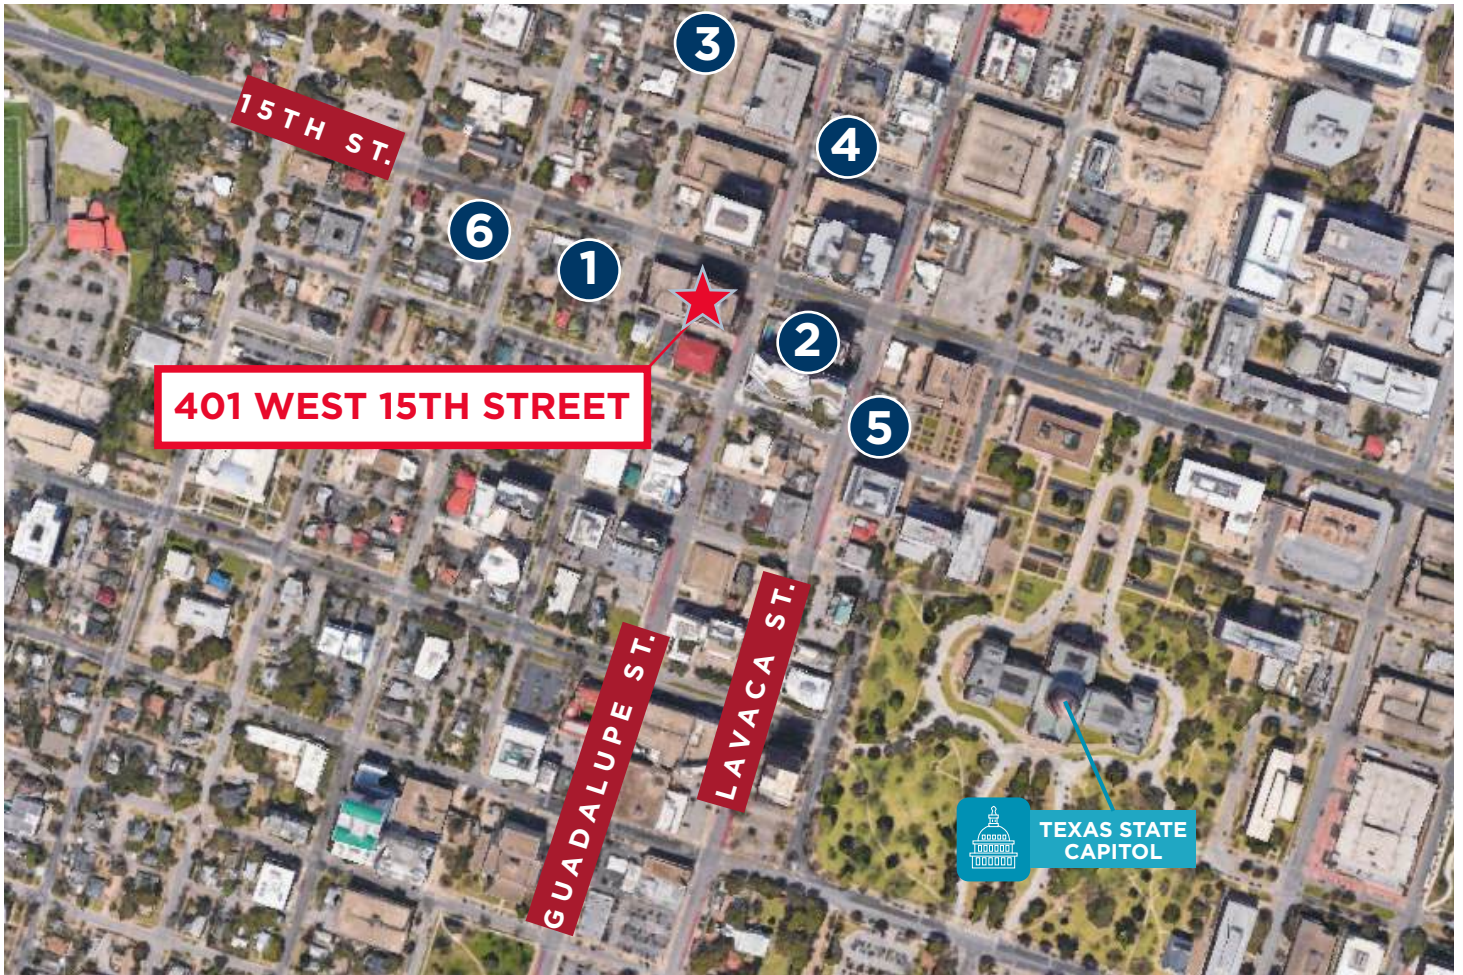 3
15TH ST.
4
6
1
2
401 WEST 15TH STREET
5
LAVACA ST.
GUADALUPE ST.
TEXAS STATE
CAPITOL